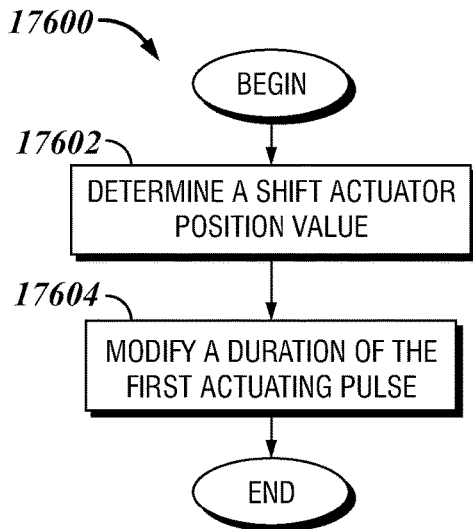 17600
BEGIN
17602
DETERMINE A SHIFT ACTUATOR
POSITION VALUE
17604
MODIFY A DURATION OF THE
FIRST ACTUATING PULSE
END